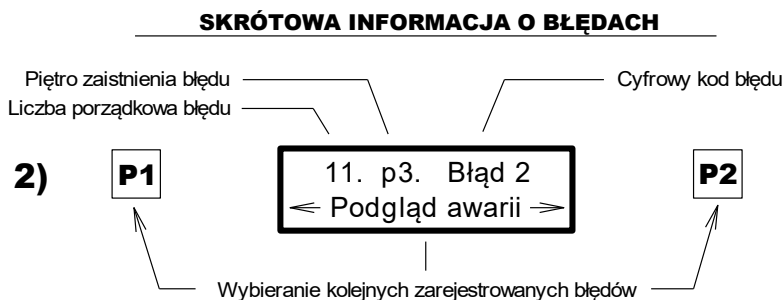 SKRÓTOWA INFORMACJA O BŁĘDACH
Piętro zaistnienia błędu
Cyfrowy kod błędu
Liczba porządkowa błędu
2)
P1
11. p3. Błąd 2
P2
Podgląd awarii
Wybieranie kolejnych zarejestrowanych błędów